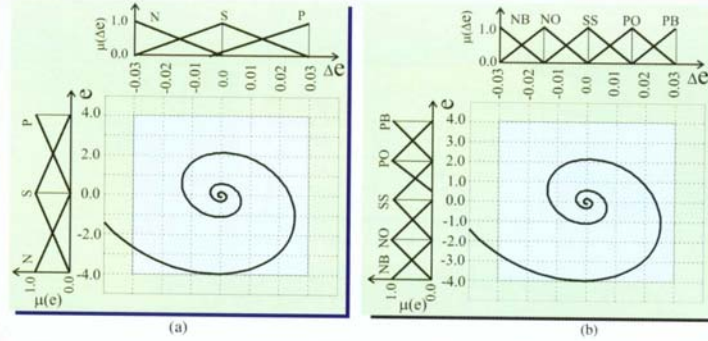 μ(Δe)
1.0
0.0
N S P
-0.03 -0.02 -0.01 0.00 0.01 0.02 0.03 Δe
e
4.0
2.0
0.0
-2.0
-4.0
P
S
N
1.0 0.0
μ(e)
(a)
μ(Δe)
1.0
0.0
NB NO SS PO PB
-0.03 -0.02 -0.01 0.00 0.01 0.02 0.03 Δe
e
4.0
3.0
2.0
1.0
0.0
-1.0
-2.0
-3.0
-4.0
PB
PO
SS
NO
NB
1.0 0.0
μ(e)
(b)